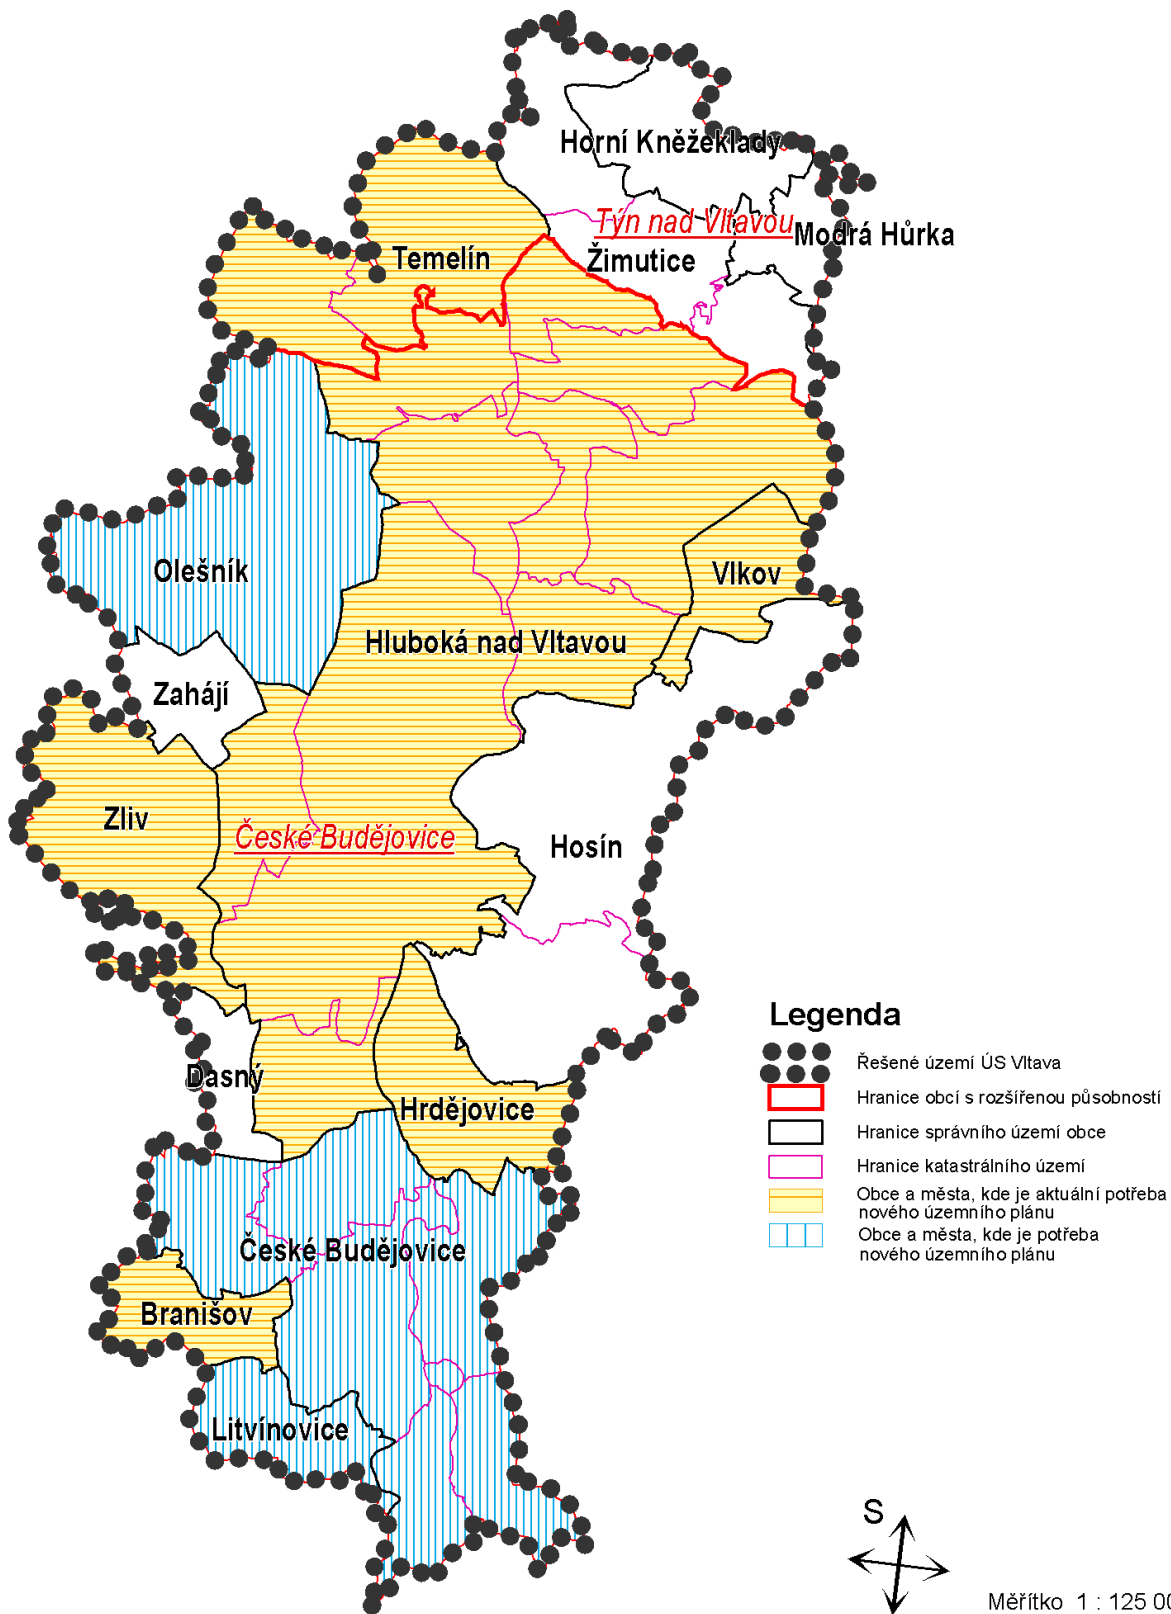 Horní Kněžeklady
Týn nad Vltavou
Modrá Hůrka
Temelín
Žimutice
Olešník
Vlkov
Hluboká nad Vltavou
Zahájí
Zliv
České Budějovice
Hosín
Dasný
Hrdějovice
České Budějovice
Branišov
Litvínovice
Legenda
Řešené území ÚS Vltava
Hranice obcí s rozšířenou působností
Hranice správního území obce
Hranice katastrálního území
Obce a města, kde je aktuální potřeba
nového územního plánu
Obce a města, kde je potřeba
nového územního plánu
S
Měřítko 1 : 125 00